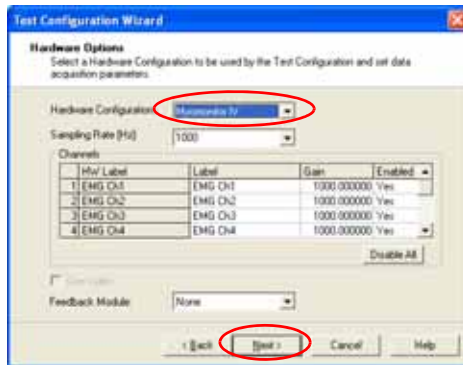 Test Configuration Wizard
Hardware Options
Select a Hardware Configuration to be used by the Test Configuration and set data
acquisition parameters.
Hardware Configuration
Sampling Rate [Hz] 1000
Channels
HW Label Label Gain Enabled
1 EMG Ch1 EMG Ch1 1000.000000 Yes
2 EMG Ch2 EMG Ch2 1000.000000 Yes
3 EMG Ch3 EMG Ch3 1000.000000 Yes
4 EMG Ch4 EMG Ch4 1000.000000 Yes
Disable All
Feedback Module None
< Back Next > Cancel Help